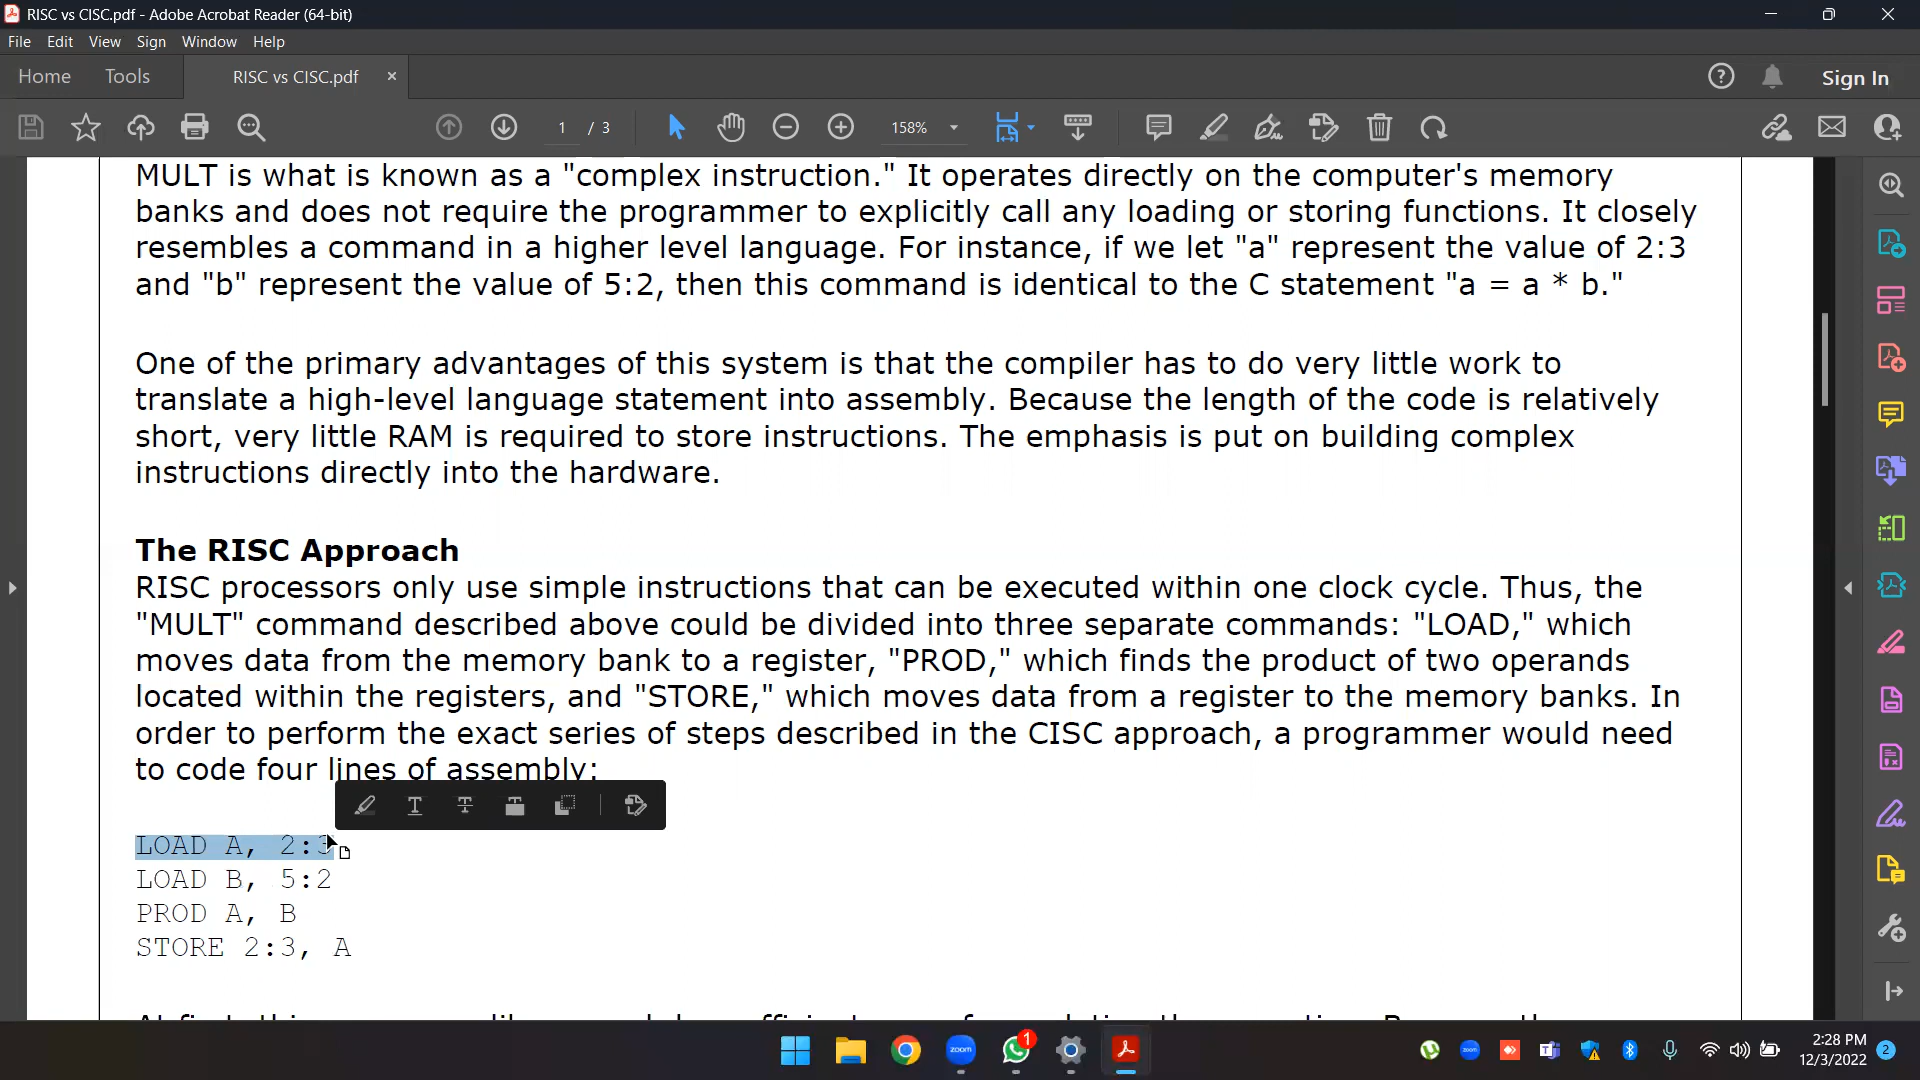 RISC vs CISC.pdf - Adobe Acrobat Reader (64-bit)
File Edit View Sign Window Help
Home Tools RISC vs CISC.pdf × Sign In
1 / 3 158%
MULT is what is known as a "complex instruction." It operates directly on the computer's memory
banks and does not require the programmer to explicitly call any loading or storing functions. It closely
resembles a command in a higher level language. For instance, if we let "a" represent the value of 2:3
and "b" represent the value of 5:2, then this command is identical to the C statement "a = a * b."
One of the primary advantages of this system is that the compiler has to do very little work to
translate a high-level language statement into assembly. Because the length of the code is relatively
short, very little RAM is required to store instructions. The emphasis is put on building complex
instructions directly into the hardware.
The RISC Approach
RISC processors only use simple instructions that can be executed within one clock cycle. Thus, the
"MULT" command described above could be divided into three separate commands: "LOAD," which
moves data from the memory bank to a register, "PROD," which finds the product of two operands
located within the registers, and "STORE," which moves data from a register to the memory banks. In
order to perform the exact series of steps described in the CISC approach, a programmer would need
to code four lines of assembly:
LOAD A, 2:3
LOAD B, 5:2
PROD A, B
STORE 2:3, A
zoom 1 zoom 2:28 PM
12/3/2022 2